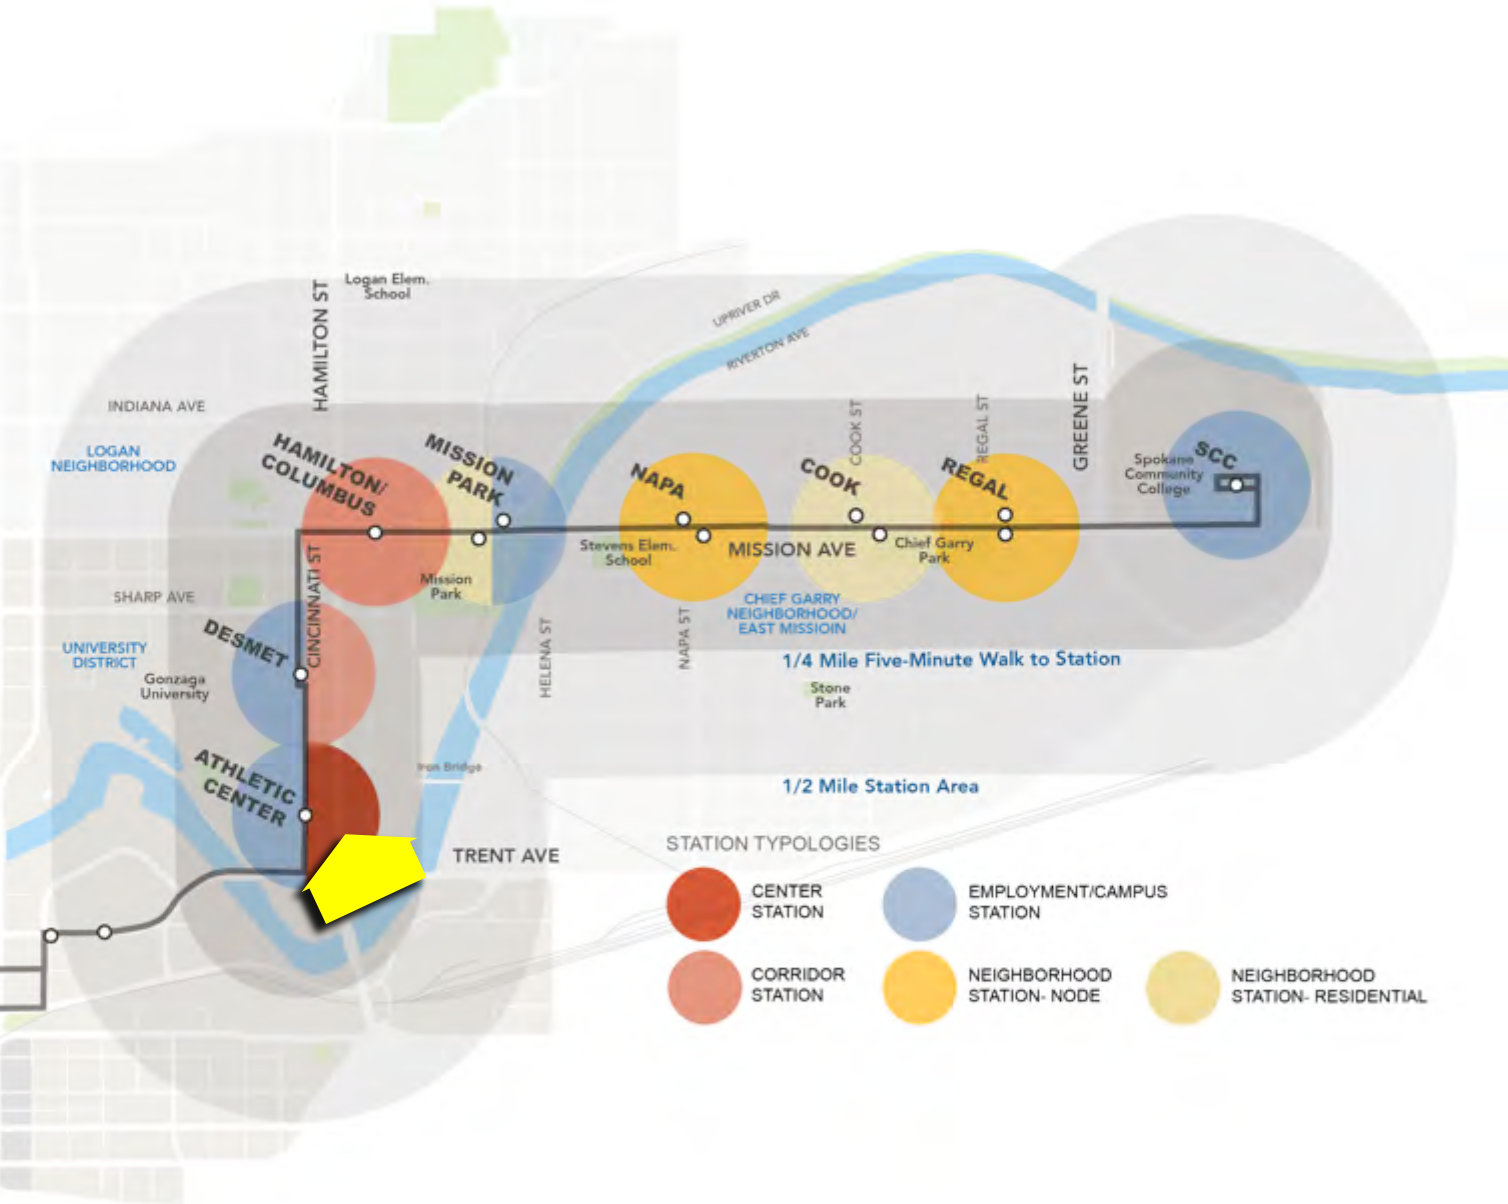 Logan Elem.
School
HAMILTON ST
UPRIVER DR
RIVERTON AVE
INDIANA AVE
LOGAN
NEIGHBORHOOD
HAMILTON/
COLUMBUS
MISSION
PARK
NAPA
COOK
COOK ST
REGAL
REGAL ST
GREENE ST
Spokane
Community
College
SCC
Stevens Elem.
School
MISSION AVE
Chief Garry
Park
Mission
Park
SHARP AVE
CINCINNATI ST
DESMET
UNIVERSITY
DISTRICT
Gonzaga
University
HELENA ST
NAPA ST
CHIEF GARRY
NEIGHBORHOOD/
EAST MISSIOIN
1/4 Mile Five-Minute Walk to Station
Stone
Park
ATHLETIC
CENTER
Iron Bridge
1/2 Mile Station Area
TRENT AVE
STATION TYPOLOGIES
CENTER
STATION
EMPLOYMENT/CAMPUS
STATION
CORRIDOR
STATION
NEIGHBORHOOD
STATION- NODE
NEIGHBORHOOD
STATION- RESIDENTIAL